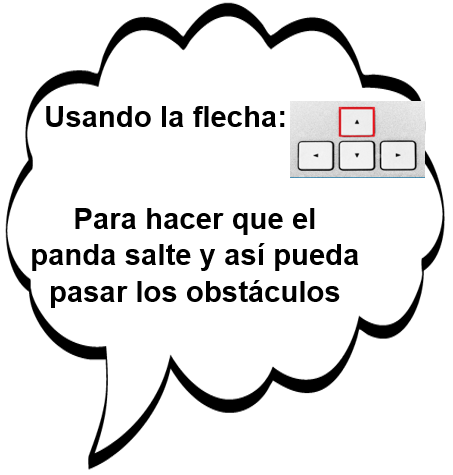 Usando la flecha:
Para hacer que el
panda salte y así pueda
pasar los obstáculos